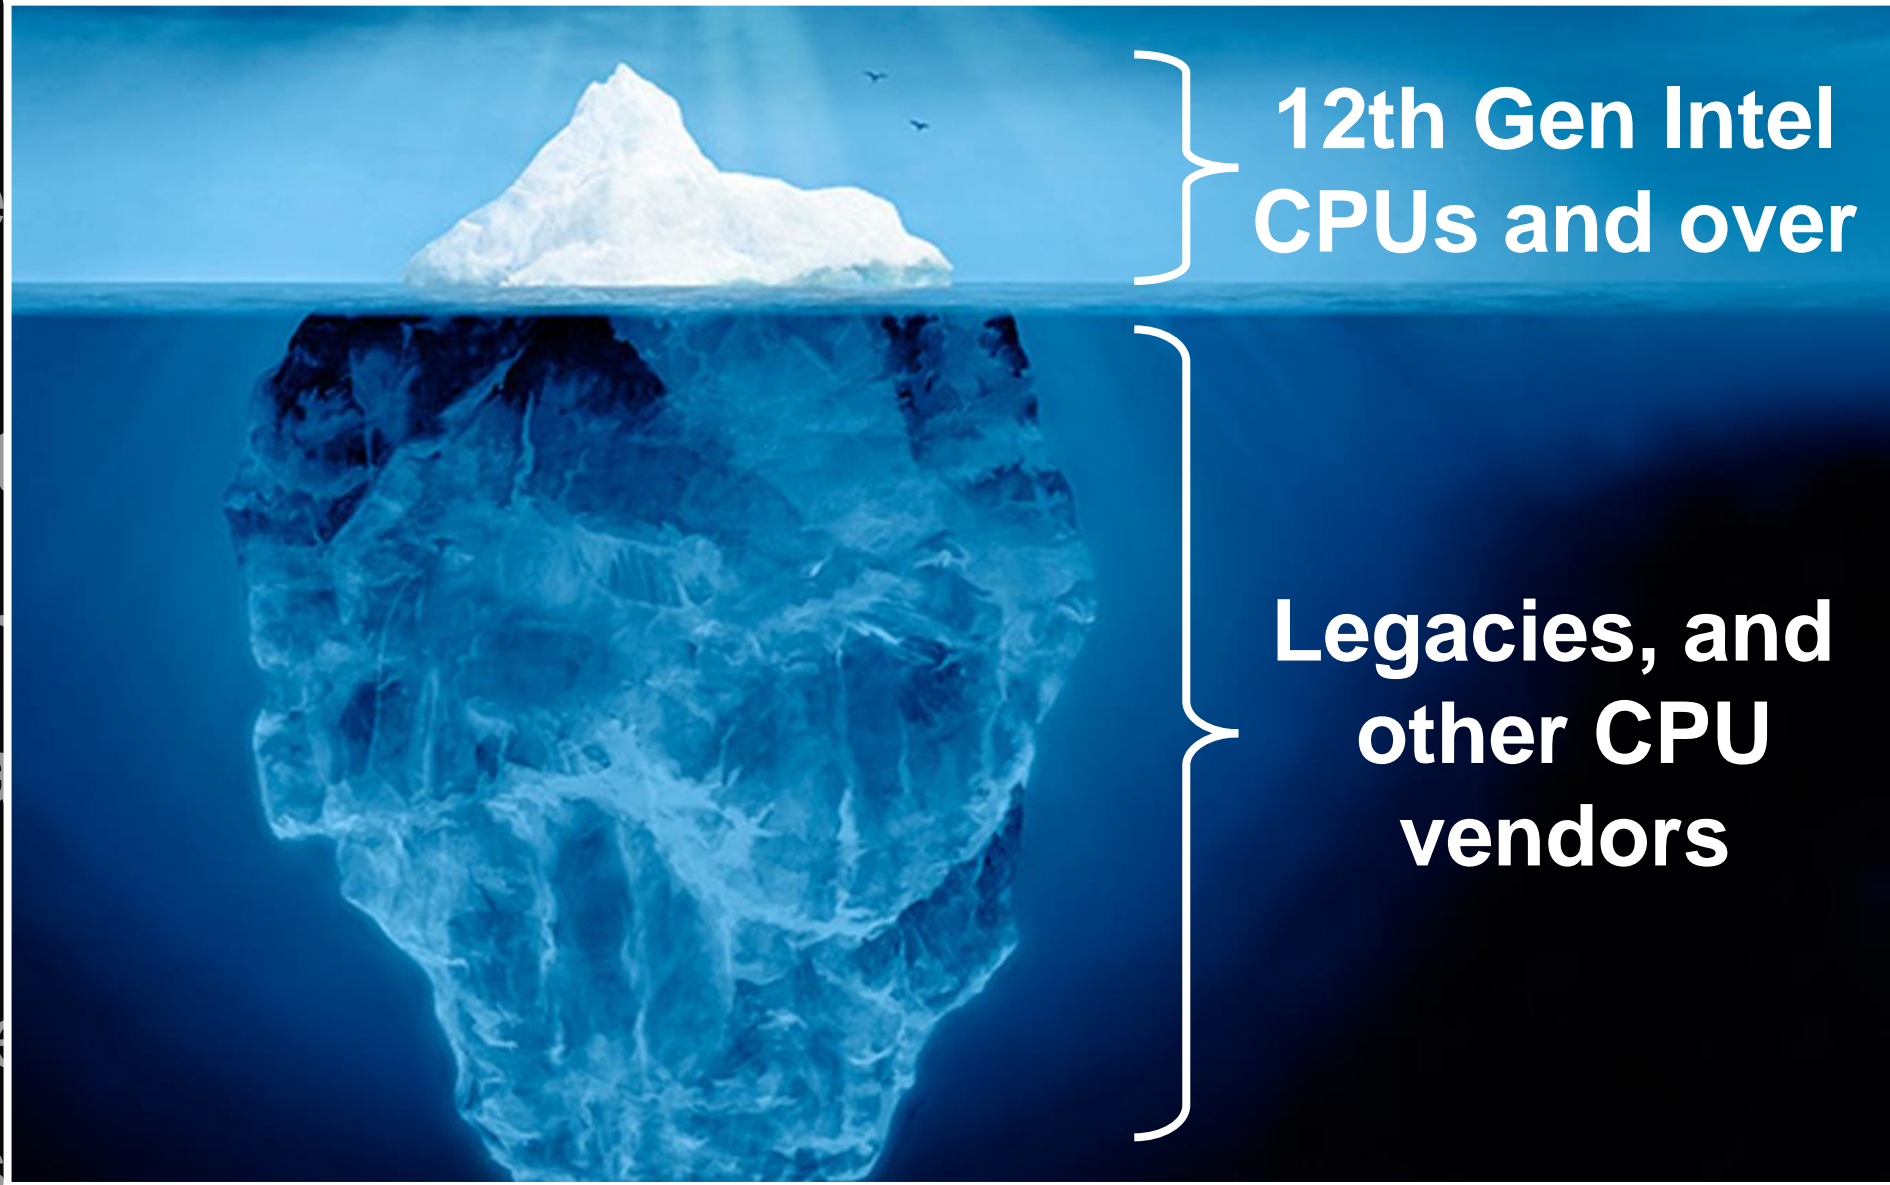 12th Gen Intel
CPUs and over
Legacies, and
other CPU
vendors